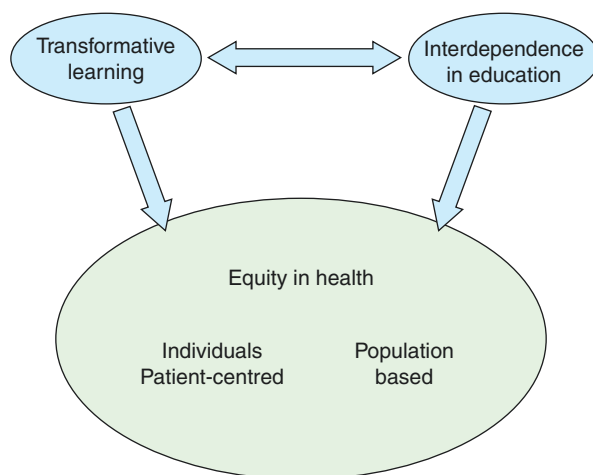 Transformative
learning
Interdependence
in education
Equity in health
Individuals
Patient-centred
Population
based